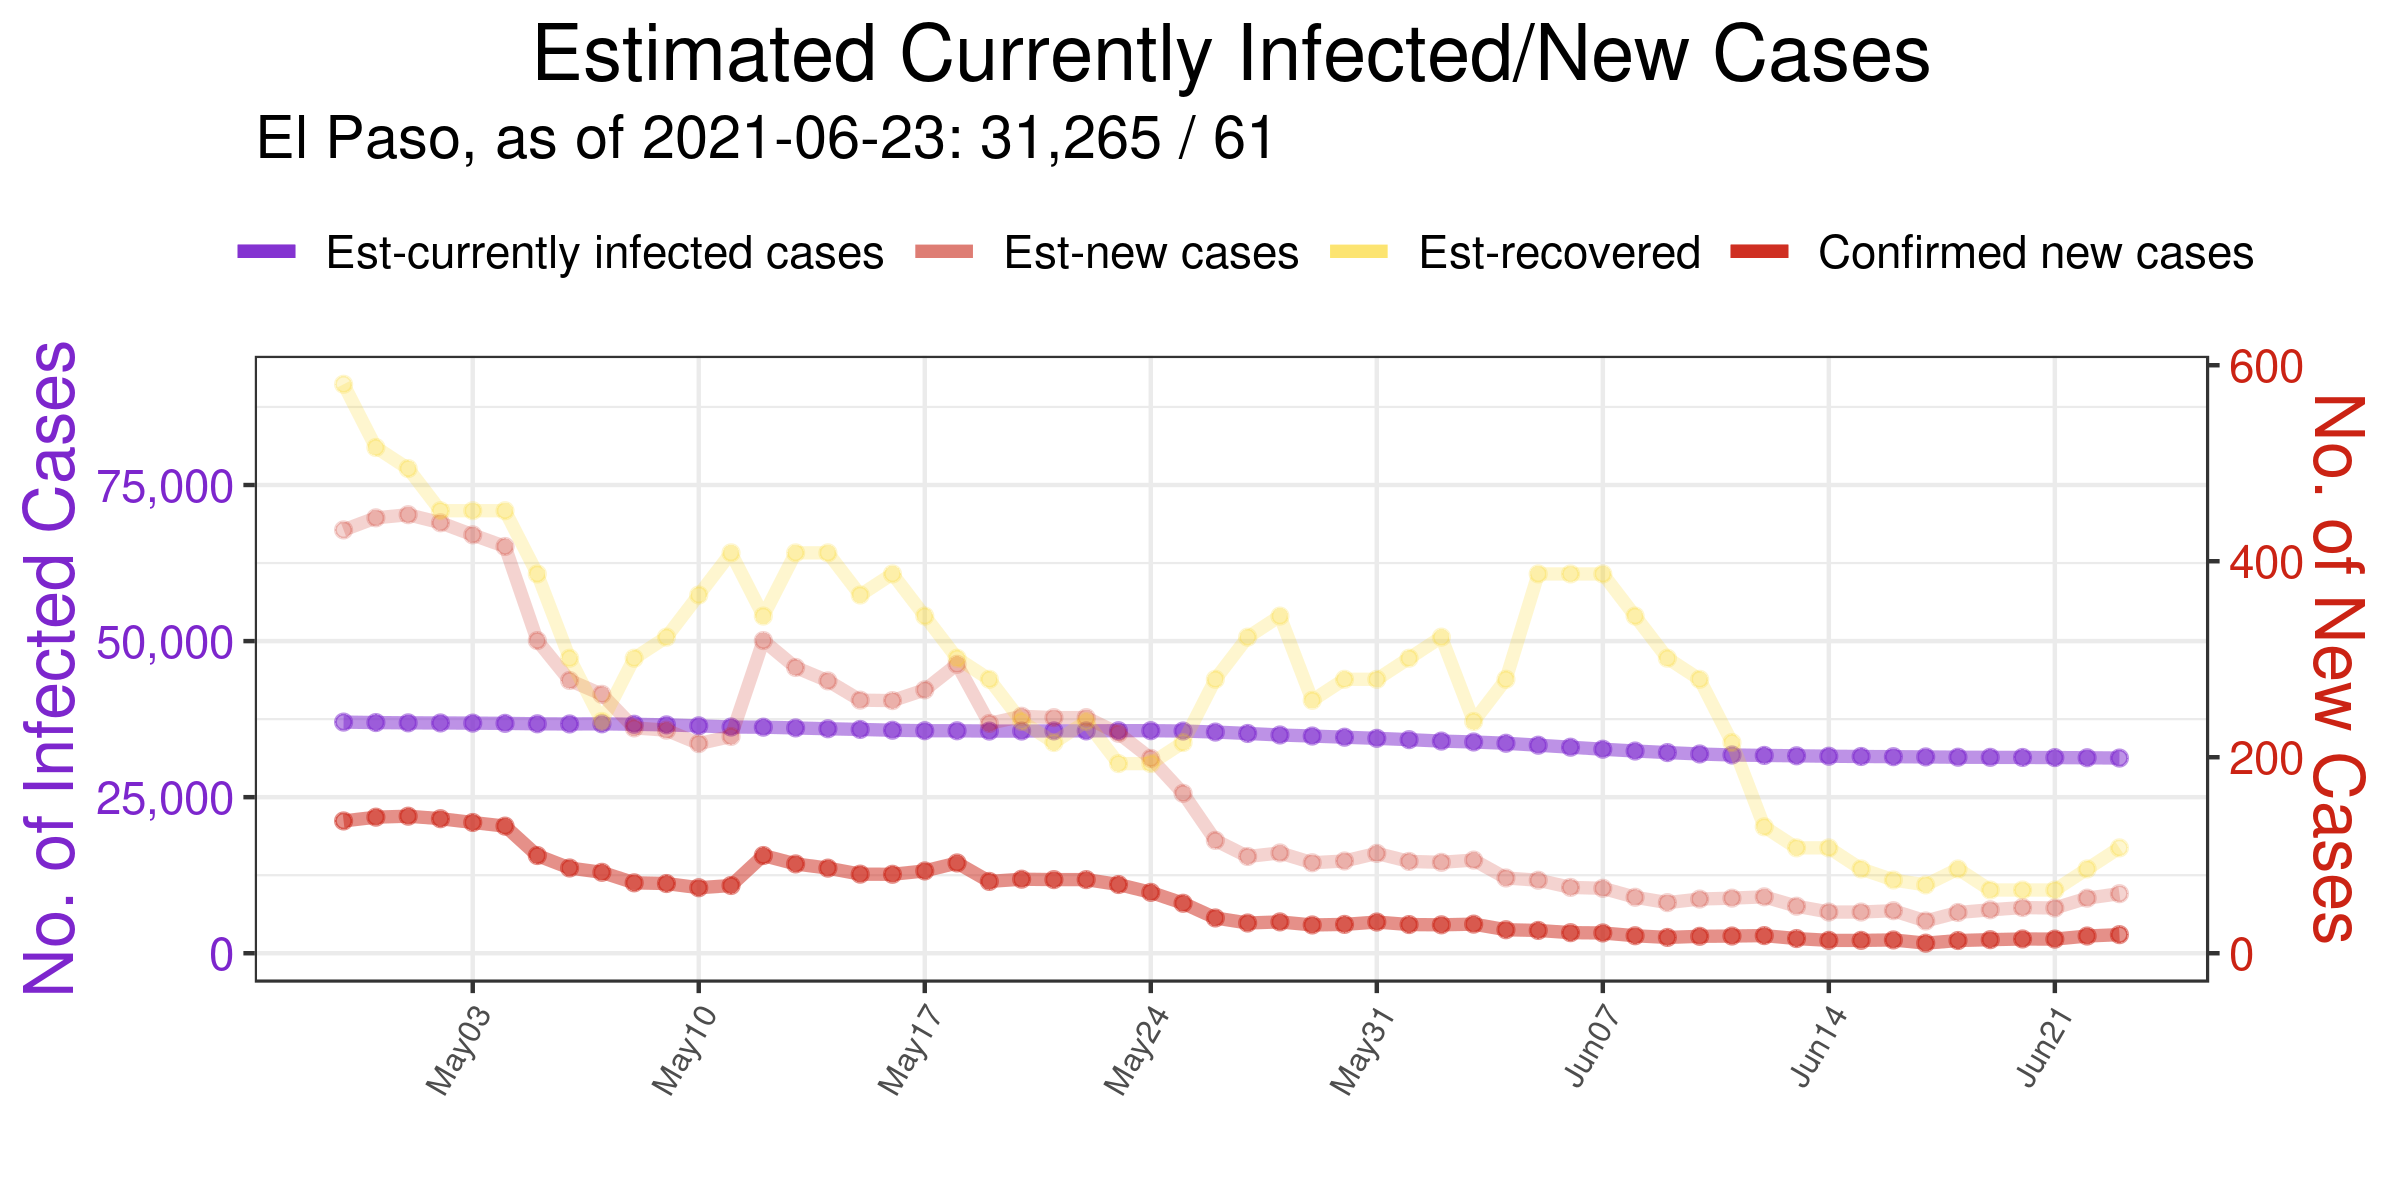 Estimated Currently Infected/New Cases
El Paso, as of 2021-06-23: 31,265 / 61
Est-currently infected cases Est-new cases Est-recovered Confirmed new cases
No. of Infected Cases
75,000
50,000
25,000
0
600
400
200
0
No. of New Cases
May03 May10 May17 May24 May31 Jun07 Jun14 Jun21